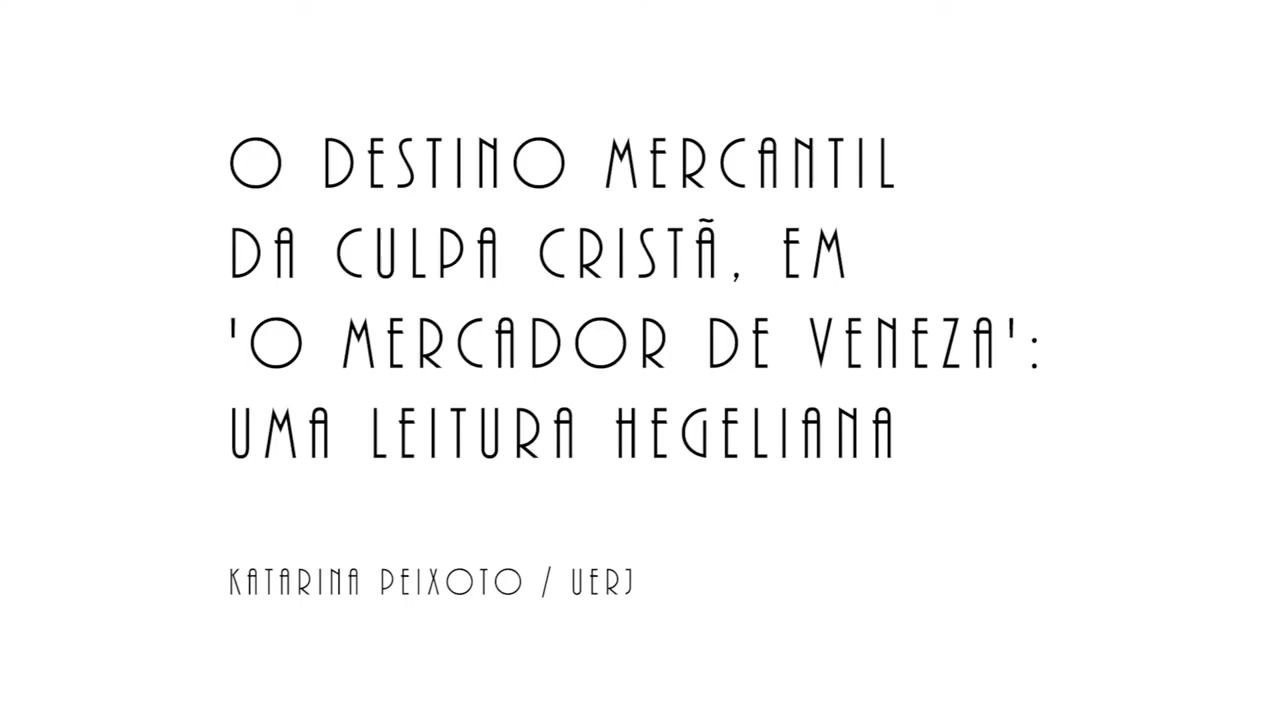 O DESTINO MERCANTIL
DA CULPA CRISTÃ, EM
'O MERCADOR DE VENEZA':
UMA LEITURA HEGELIANA
KATARINA PEIXOTO / UERJ